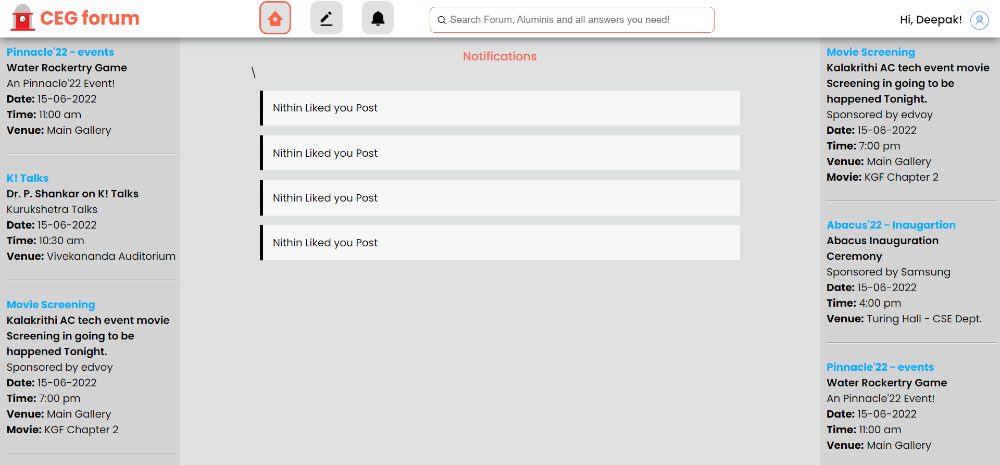 CEG forum
Search Forum, Aluminis and all answers you need!
Hi, Deepak!
Pinnacle'22 - events
Water Rockertry Game
An Pinnacle'22 Event!
Date: 15-06-2022
Time: 11:00 am
Venue: Main Gallery
K! Talks
Dr. P. Shankar on K! Talks
Kurukshetra Talks
Date: 15-06-2022
Time: 10:30 am
Venue: Vivekananda Auditorium
Movie Screening
Kalakrithi AC tech event movie
Screening in going to be
happened Tonight.
Sponsored by edvoy
Date: 15-06-2022
Time: 7:00 pm
Venue: Main Gallery
Movie: KGF Chapter 2
Notifications
\
Nithin Liked you Post
Nithin Liked you Post
Nithin Liked you Post
Nithin Liked you Post
Movie Screening
Kalakrithi AC tech event movie
Screening in going to be
happened Tonight.
Sponsored by edvoy
Date: 15-06-2022
Time: 7:00 pm
Venue: Main Gallery
Movie: KGF Chapter 2
Abacus'22 - Inaugartion
Abacus Inauguration
Ceremony
Sponsored by Samsung
Date: 15-06-2022
Time: 4:00 pm
Venue: Turing Hall - CSE Dept.
Pinnacle'22 - events
Water Rockertry Game
An Pinnacle'22 Event!
Date: 15-06-2022
Time: 11:00 am
Venue: Main Gallery